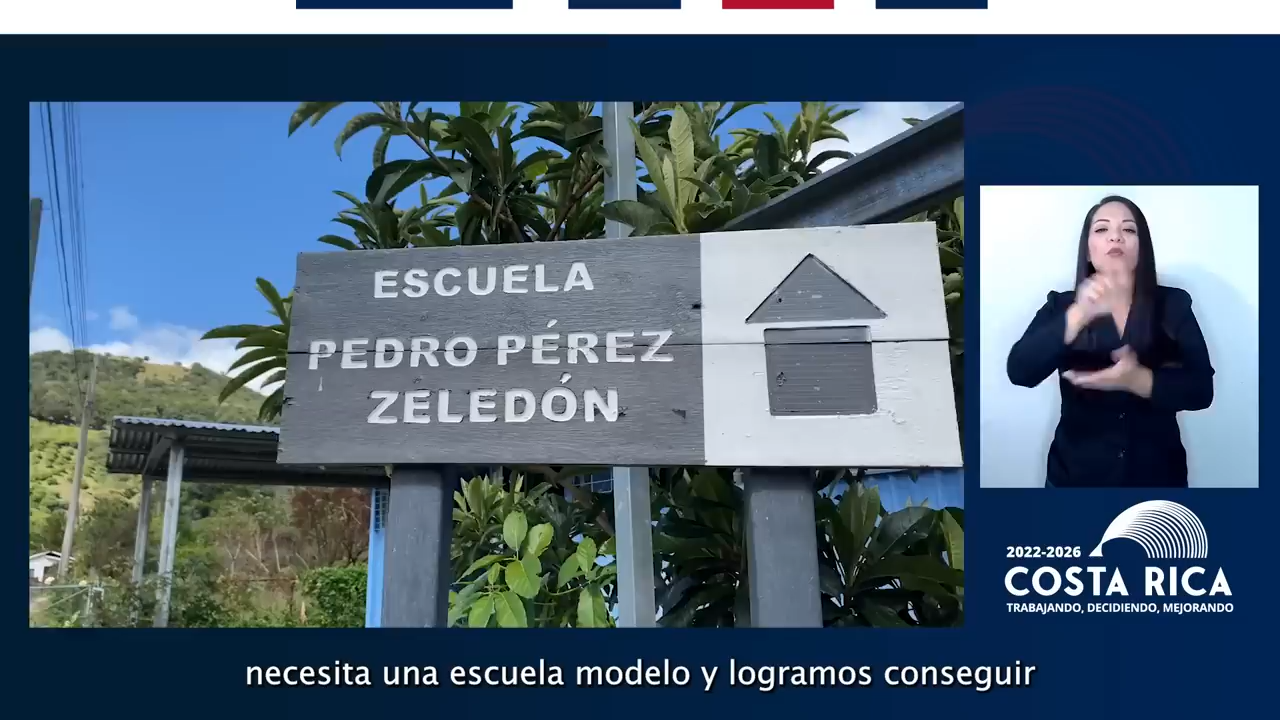 ESCUELA
PEDRO PÉREZ
ZELEDÓN
2022-2026
COSTA RICA
TRABAJANDO, DECIDIENDO, MEJORANDO
necesita una escuela modelo y logramos conseguir